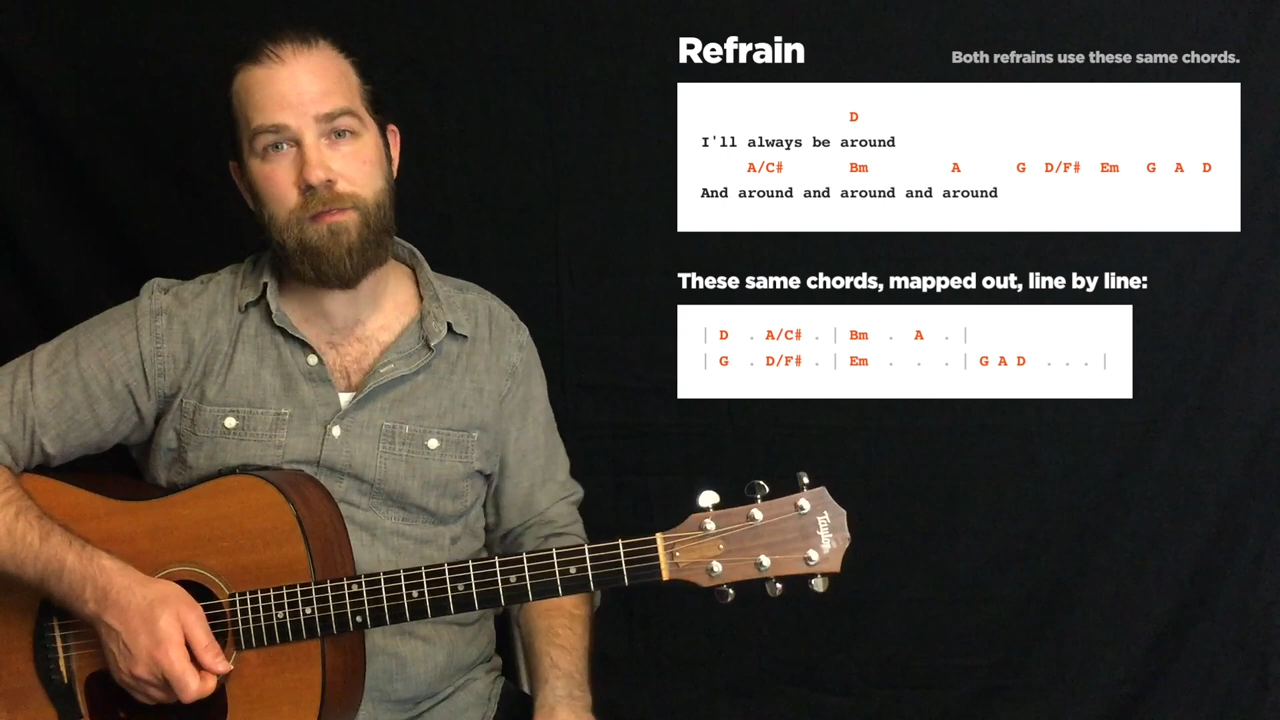 Refrain
Both refrains use these same chords.
D
I'll always be around
A/C# Bm A G D/F# Em G A D
And around and around and around
These same chords, mapped out, line by line:
| D . A/C# . | Bm . A . |
| G . D/F# . | Em . . . | G A D . . . |
Taylor